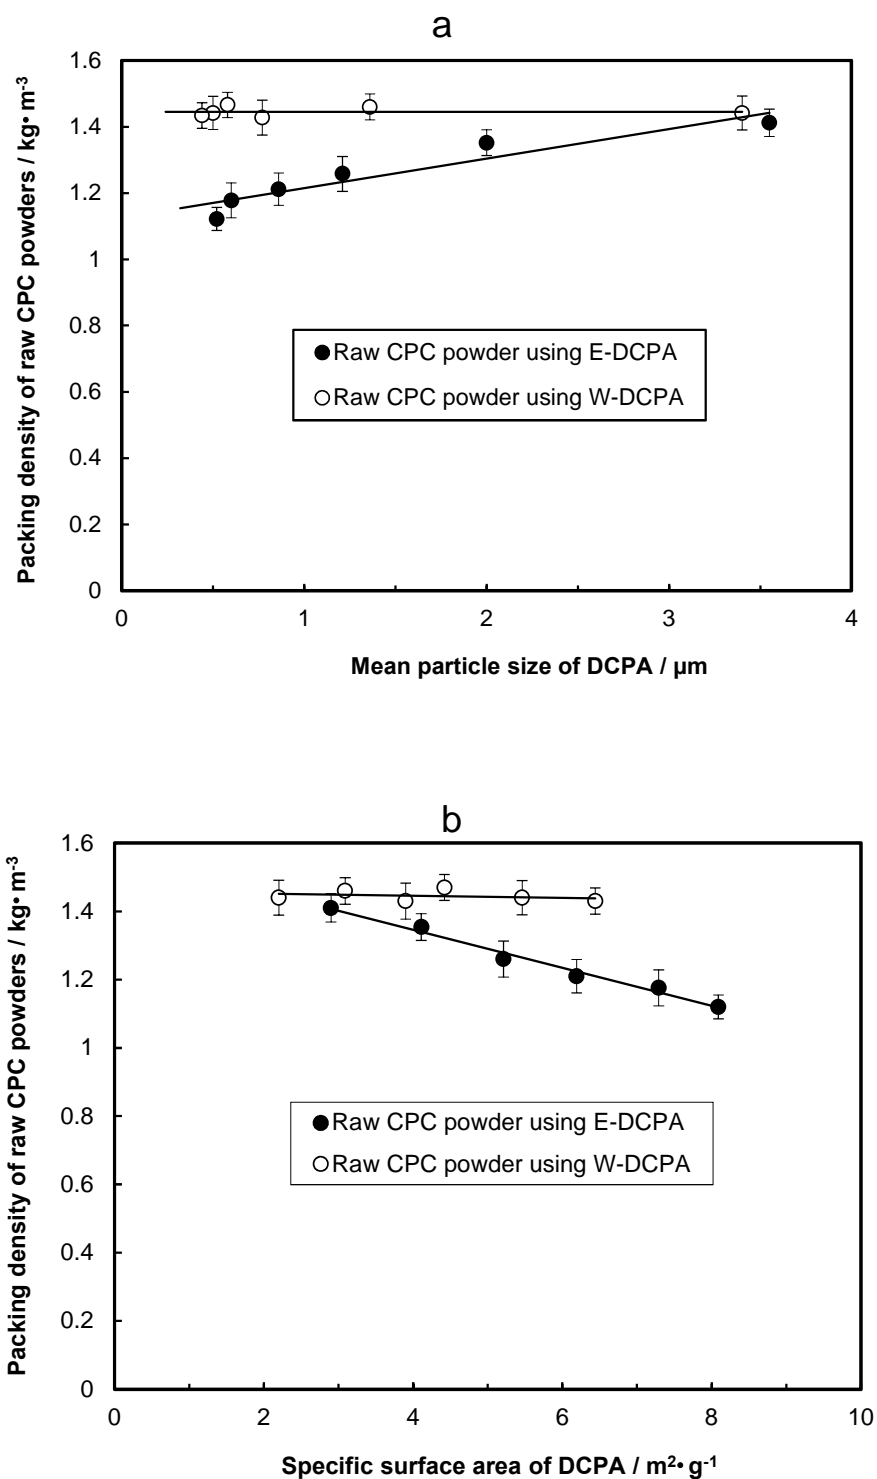 a
Packing density of raw CPC powders / kg•m-3
1.6
1.4
1.2
1
0.8
0.6
0.4
0.2
0
Raw CPC powder using E-DCPA
Raw CPC powder using W-DCPA
0 1 2 3 4
Mean particle size of DCPA / µm
b
Packing density of raw CPC powders / kg•m-3
1.6
1.4
1.2
1
0.8
0.6
0.4
0.2
0
Raw CPC powder using E-DCPA
Raw CPC powder using W-DCPA
0 2 4 6 8 10
Specific surface area of DCPA / m2•g-1